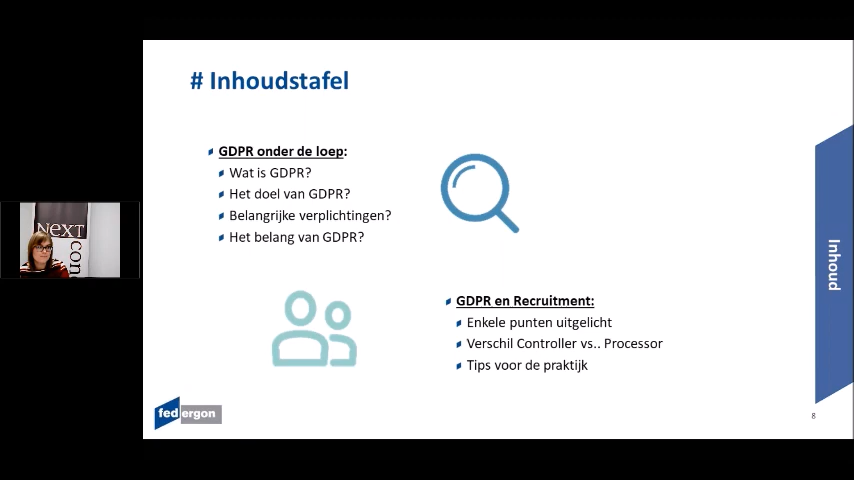 # Inhoudstafel
GDPR onder de loep:
Wat is GDPR?
Het doel van GDPR?
Belangrijke verplichtingen?
Het belang van GDPR?
NEXT
con
Inhoud
GDPR en Recruitment:
Enkele punten uitgelicht
Verschil Controller vs.. Processor
Tips voor de praktijk
federgon
8